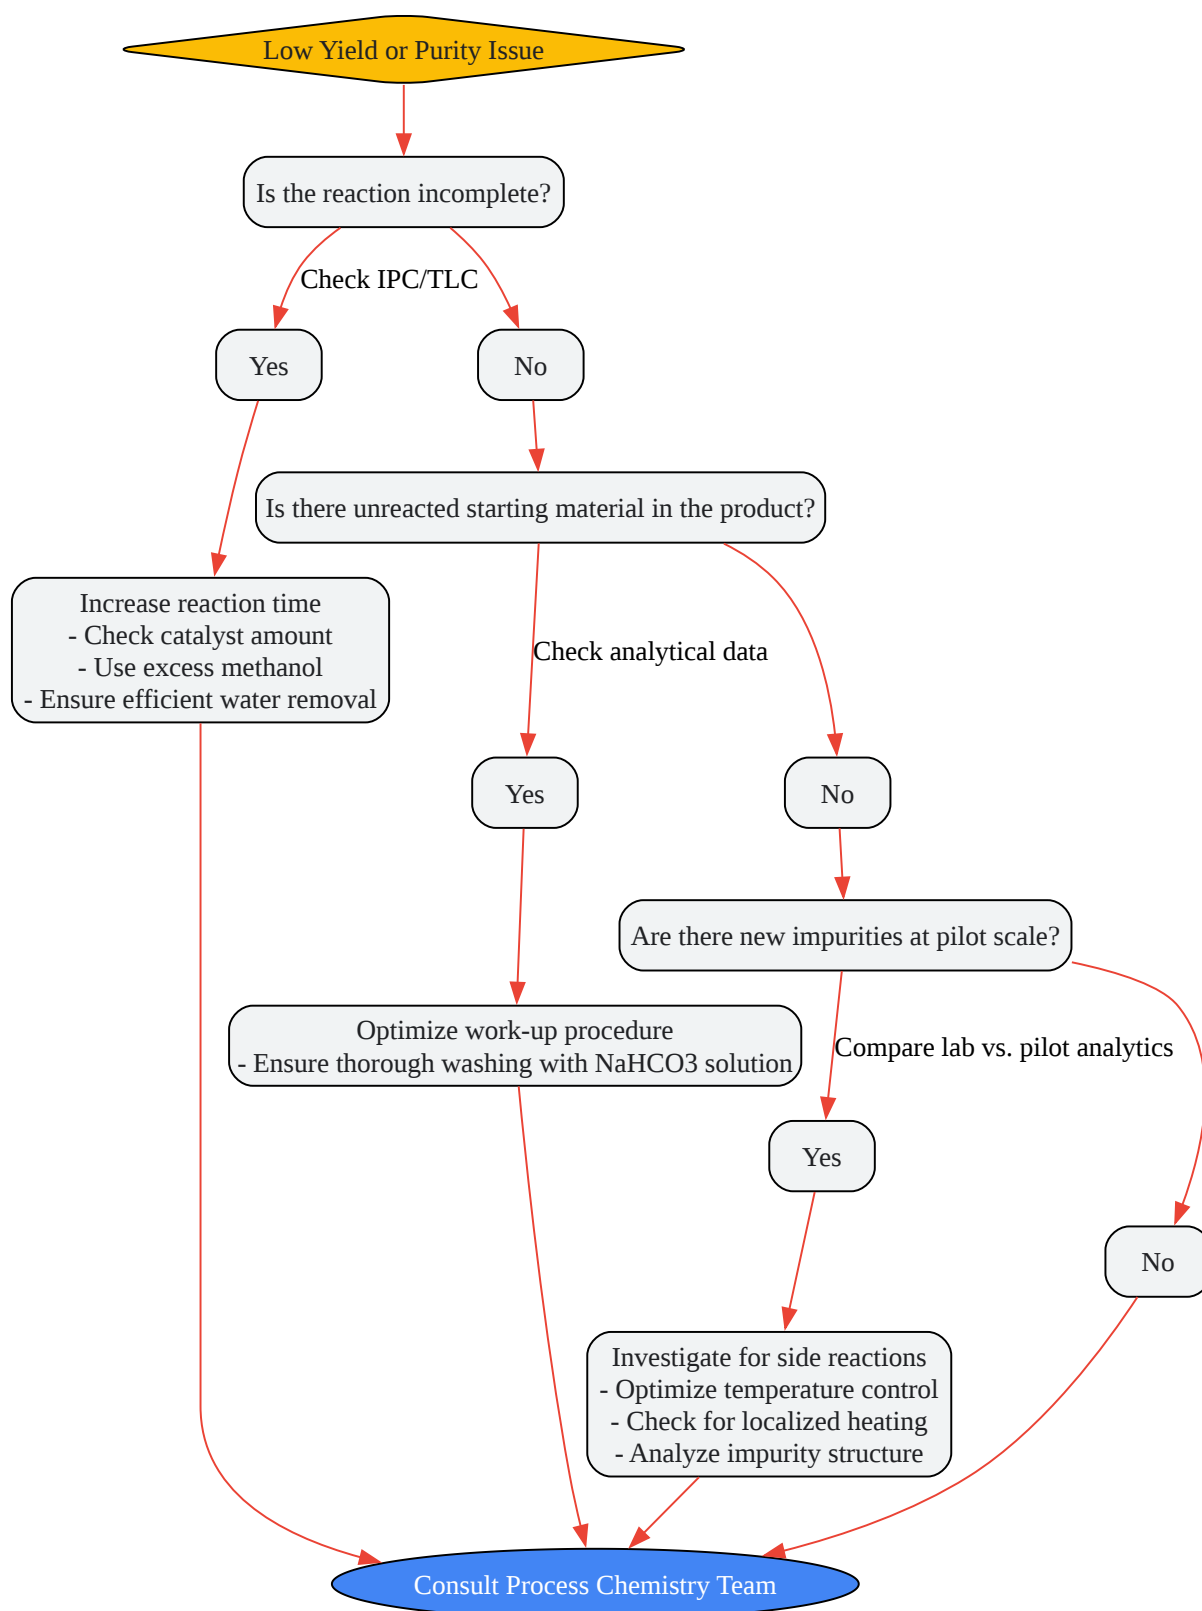 Low Yield or Purity Issue
Is the reaction incomplete?
Check IPC/TLC
Yes
No
Is there unreacted starting material in the product?
Increase reaction time
- Check catalyst amount
- Use excess methanol
- Ensure efficient water removal
Check analytical data
Yes
No
Are there new impurities at pilot scale?
Optimize work-up procedure
- Ensure thorough washing with NaHCO3 solution
Compare lab vs. pilot analytics
Yes
No
Investigate for side reactions
- Optimize temperature control
- Check for localized heating
- Analyze impurity structure
Consult Process Chemistry Team